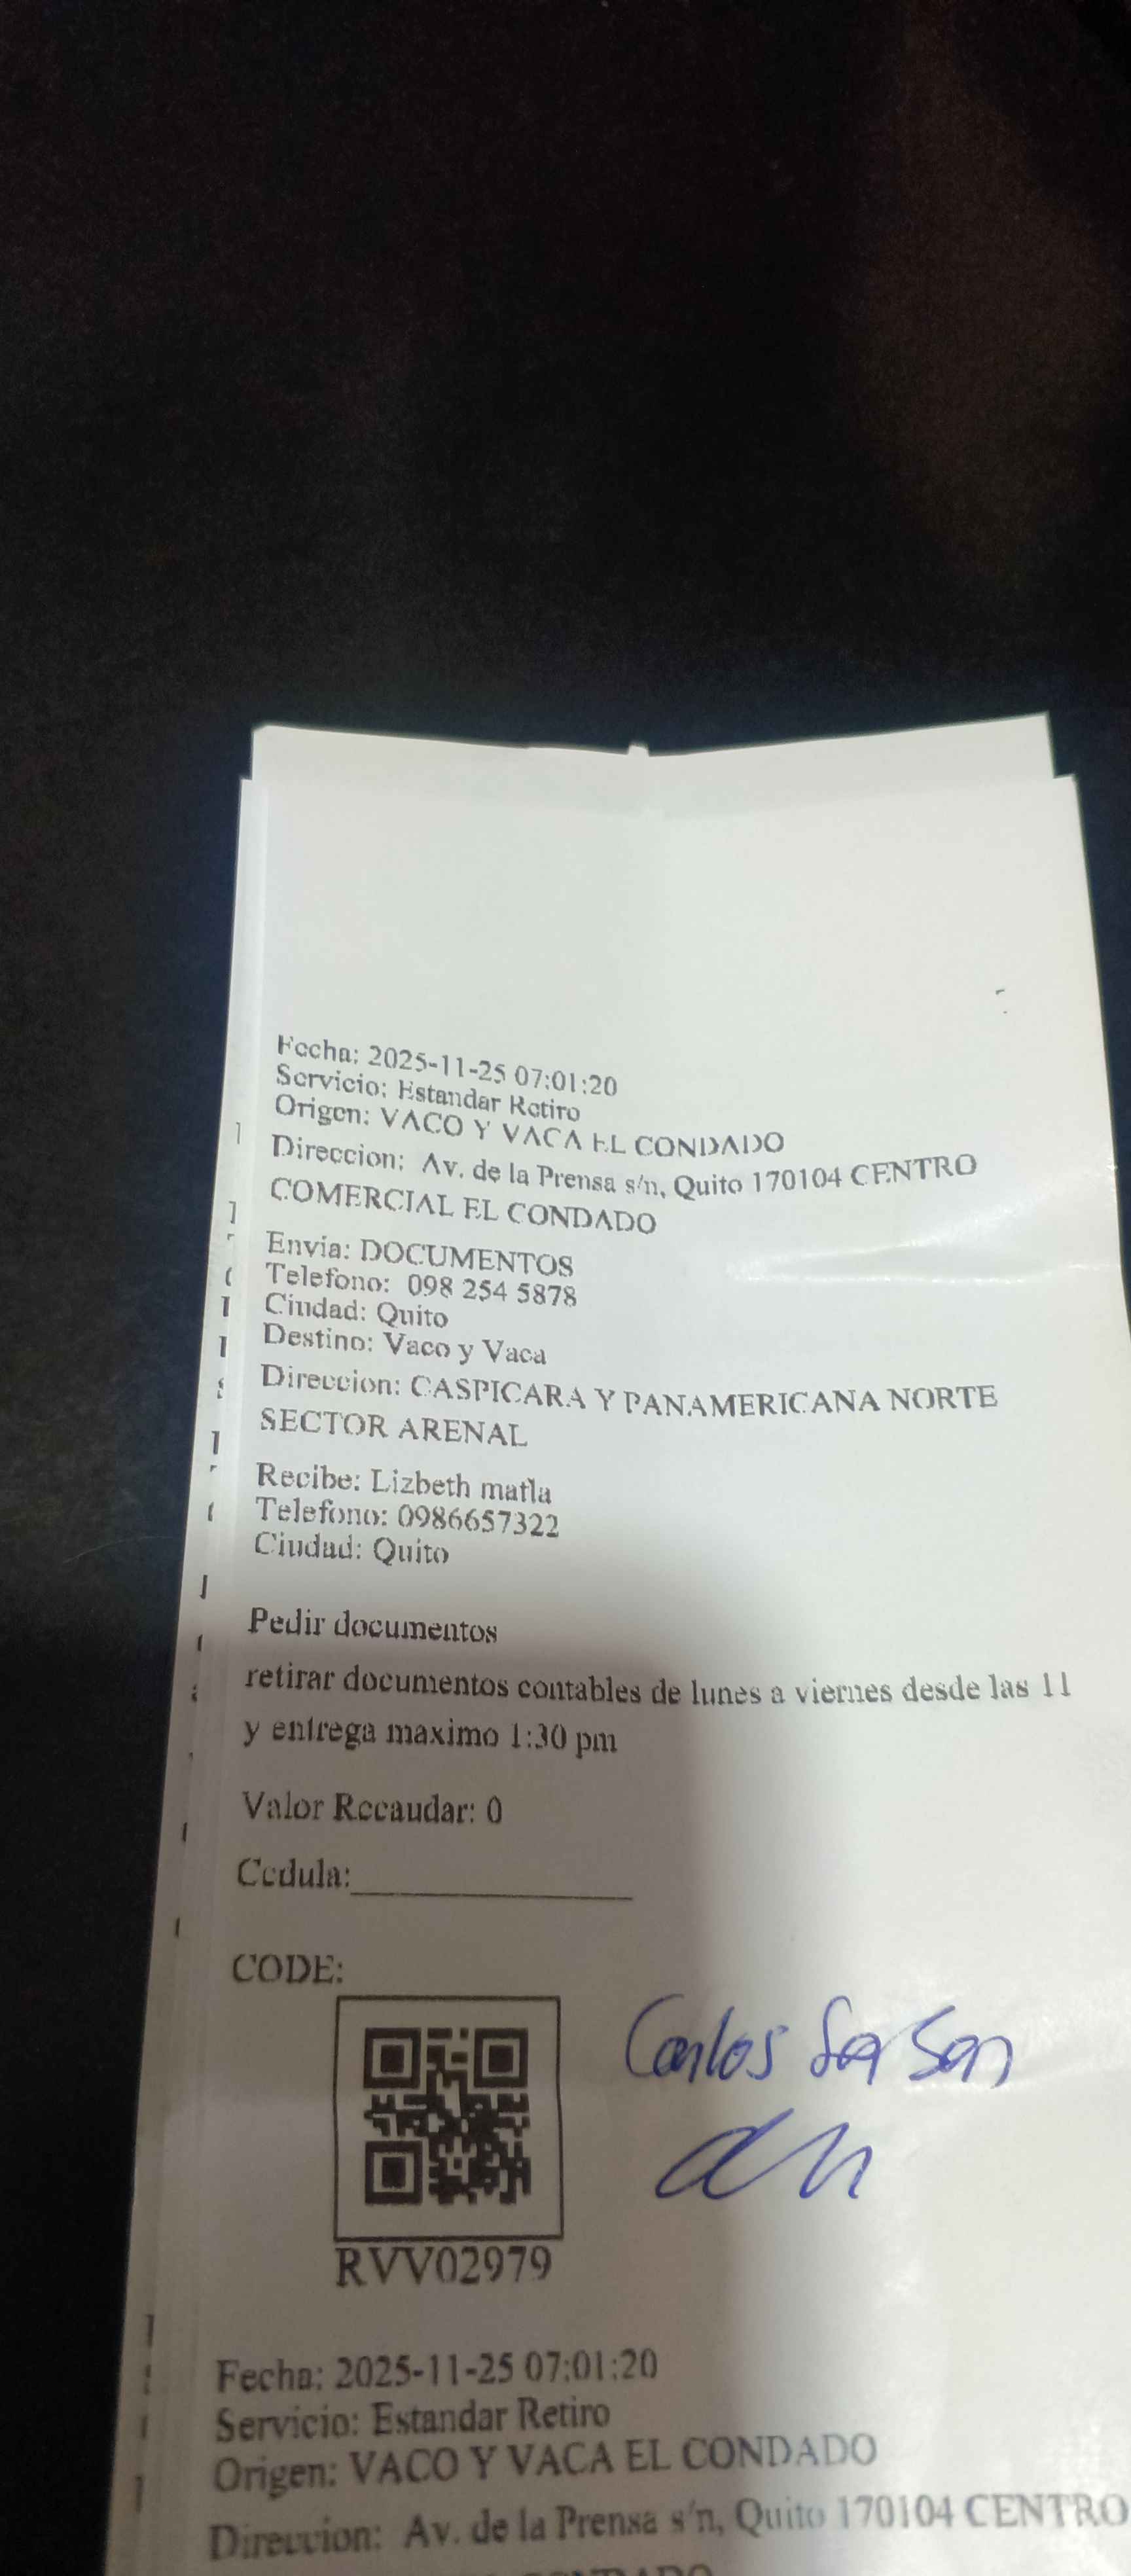 Fecha: 2025-11-25 07:01:20
Servicio: Estandar Retiro
Origen: VACO Y VACA EL CONDADO
Direccion: Av. de la Prensa s/n, Quito 170104 CENTRO
COMERCIAL EL CONDADO
Envia: DOCUMENTOS
Telefono: 098 254 5878
Ciudad: Quito
Destino: Vaco y Vaca
Direccion: CASPICARA Y PANAMERICANA NORTE
SECTOR ARENAL
Recibe: Lizbeth matla
Telefono: 0986657322
Ciudad: Quito
Pedir documentos
retirar documentos contables de lunes a viernes desde las 11
y entrega maximo 1:30 pm
Valor Recaudar: 0
Cedula:
CODE:
Carlos
RVV02979
Fecha: 2025-11-25 07:01:20
Servicio: Estandar Retiro
Origen: VACO Y VACA EL CONDADO
Direccion: Av. de la Prensa s/n, Quito 170104 CENTRO